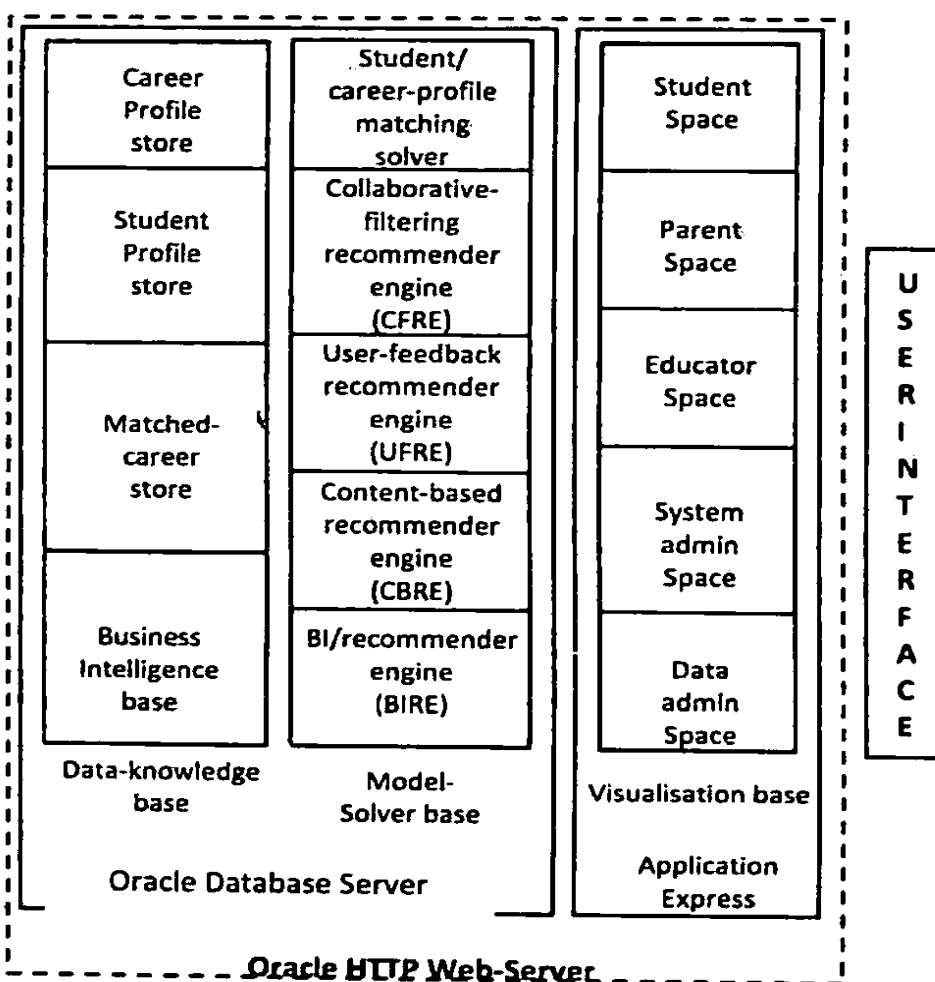 Career
Profile
store
Student
Profile
store
Matched-
career
store
Business
Intelligence
base
Data-knowledge
base
Student/
career-profile
matching
solver
Collaborative-
filtering
recommender
engine
(CFRE)
User-feedback
recommender
engine
(UFRE)
Content-based
recommender
engine
(CBRE)
BI/recommender
engine
(BIRE)
Model-
Solver base
Oracle Database Server
Student
Space
Parent
Space
Educator
Space
System
admin
Space
Data
admin
Space
Visualisation base
Application
Express
Oracle HTTP Web-Server
U
S
E
R
I
N
T
E
R
F
A
C
E